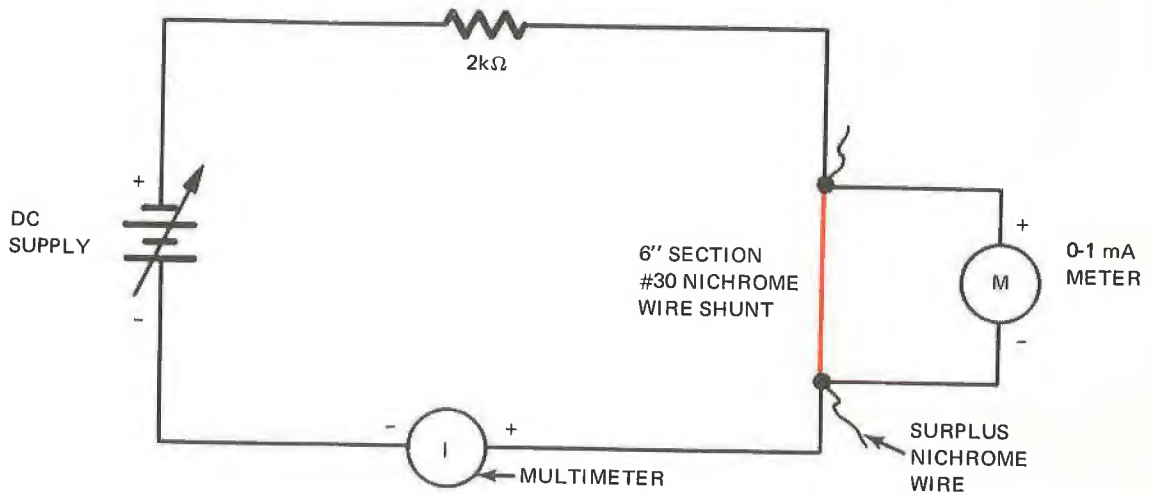 2kΩ
+
DC
SUPPLY
-
6" SECTION
#30 NICHROME
WIRE SHUNT
+
M
-
0-1 mA
METER
-
I
+
MULTIMETER
SURPLUS
NICHROME
WIRE